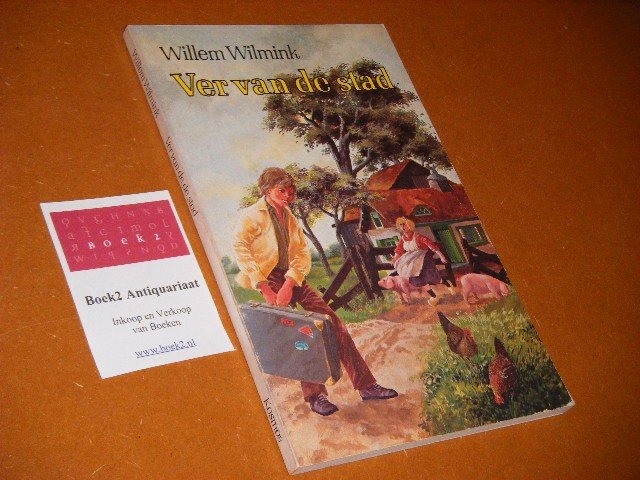 Willem Wilmink
Ver van de stad
Willem Wilmink
Ver van de stad
Kosmos
BOEK2
Boek2 Antiquariaat
Inkoop en Verkoop
van Boeken
www.boek2.nl